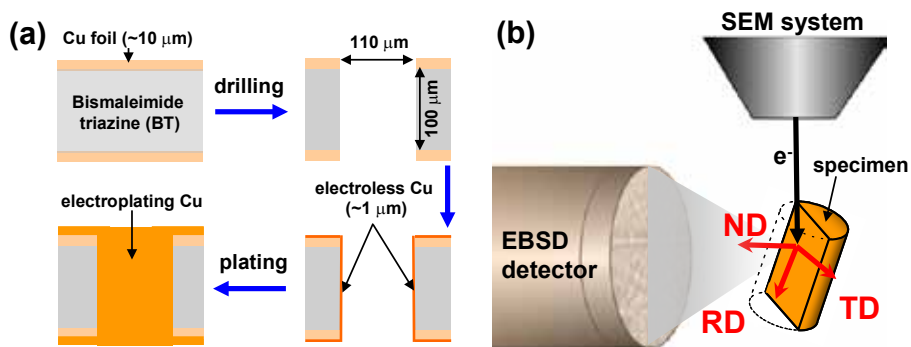 (a)
Cu foil (~10 μm)
Bismaleimide
triazine (BT)
drilling
110 μm
100 μm
electroless Cu
(~1 μm)
plating
electroplating Cu
(b)
SEM system
e-
specimen
EBSD
detector
ND
RD
TD